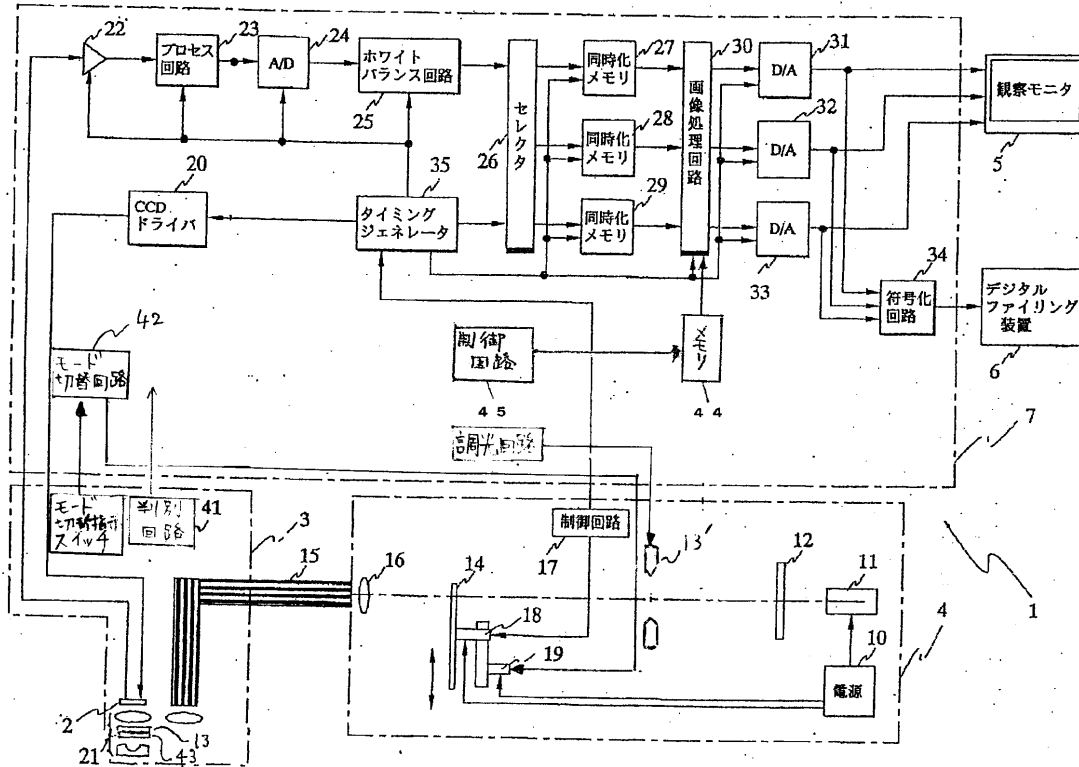 22
プロセス
回路
23
A/D
24
ホワイト
バランス回路
25
セレクタ
26
同時化
メモリ
27
同時化
メモリ
28
同時化
メモリ
29
画像処理回路
30
D/A
31
D/A
32
D/A
33
観察モニタ
5
符号化
回路
34
デジタル
ファイリング
装置
6
20
CCD
ドライバ
35
タイミング
ジェネレータ
42
モード
切替回路
制御
回路
45
メモリ
44
調光回路
7
モード
切替指示
スイッチ
判別
回路
41
3
15
16
制御回路
17
14
18
19
13
12
11
10
電源
4
1
2
21
43
13